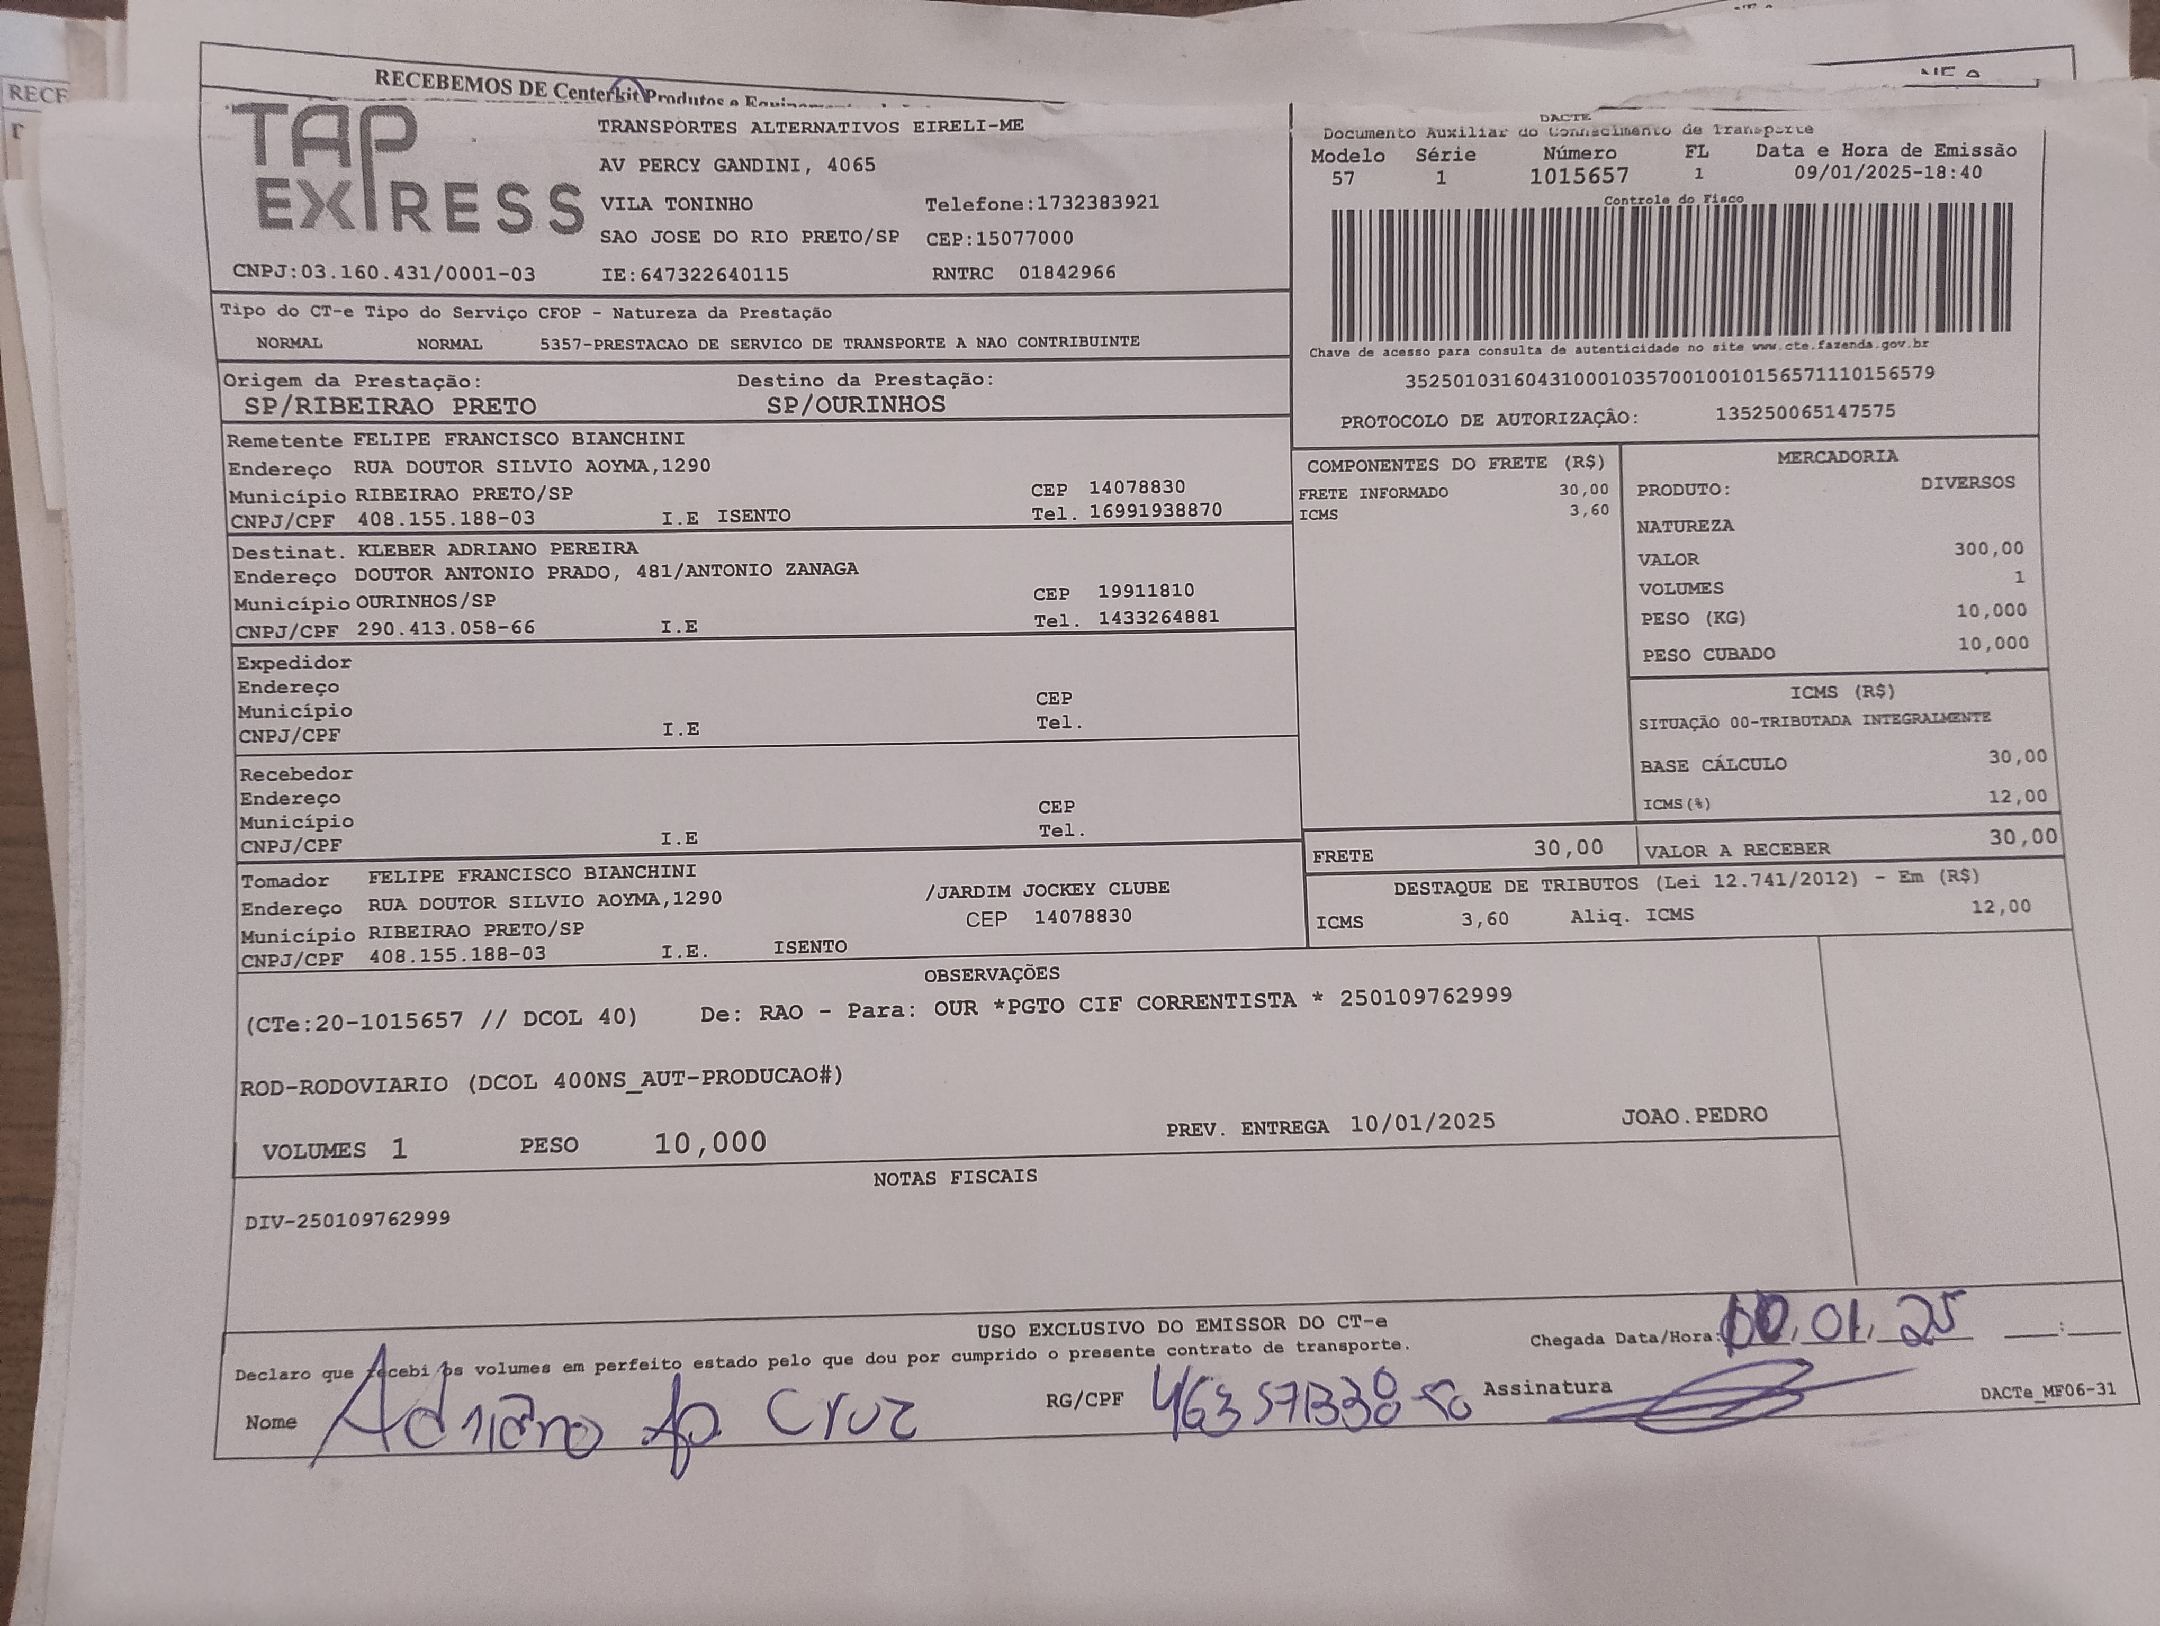 RECE
RECEBEMOS DE Centerkit Produtos e
TAP
EXPRESS
TRANSPORTES ALTERNATIVOS EIRELI-ME
AV PERCY GANDINI, 4065
VILA TONINHO Telefone:1732383921
SAO JOSE DO RIO PRETO/SP CEP:15077000
CNPJ:03.160.431/0001-03 IE:647322640115 RNTRC 01842966
DACTE
Documento Auxiliar do Conhecimento de Transporte
Modelo Série Número FL Data e Hora de Emissão
57 1 1015657 1 09/01/2025-18:40
Controle do Fisco
Chave de acesso para consulta de autenticidade no site www.cte.fazenda.gov.br
35250103160431000103570010010156571110156579
PROTOCOLO DE AUTORIZAÇÂO: 135250065147575
Tipo do CT-e Tipo do Serviço CFOP - Natureza da Prestação
NORMAL NORMAL 5357-PRESTACAO DE SERVICO DE TRANSPORTE A NAO CONTRIBUINTE
Origem da Prestação: Destino da Prestação:
SP/RIBEIRAO PRETO SP/OURINHOS
Remetente FELIPE FRANCISCO BIANCHINI
Endereço RUA DOUTOR SILVIO AOYMA,1290
Município RIBEIRAO PRETO/SP CEP 14078830
CNPJ/CPF 408.155.188-03 I.E ISENTO Tel. 16991938870
Destinat. KLEBER ADRIANO PEREIRA
Endereço DOUTOR ANTONIO PRADO, 481/ANTONIO ZANAGA
Município OURINHOS/SP CEP 19911810
CNPJ/CPF 290.413.058-66 I.E Tel. 1433264881
Expedidor
Endereço
Município CEP
CNPJ/CPF I.E Tel.
Recebedor
Endereço
Município CEP
CNPJ/CPF I.E Tel.
Tomador FELIPE FRANCISCO BIANCHINI
Endereço RUA DOUTOR SILVIO AOYMA,1290 /JARDIM JOCKEY CLUBE
Município RIBEIRAO PRETO/SP CEP 14078830
CNPJ/CPF 408.155.188-03 I.E. ISENTO
COMPONENTES DO FRETE (R$)
FRETE INFORMADO 30,00
ICMS 3,60
MERCADORIA
PRODUTO: DIVERSOS
NATUREZA
VALOR 300,00
VOLUMES 1
PESO (KG) 10,000
PESO CUBADO 10,000
ICMS (R$)
SITUAÇÃO 00-TRIBUTADA INTEGRALMENTE
BASE CÁLCULO 30,00
ICMS(%) 12,00
FRETE 30,00 VALOR A RECEBER 30,00
DESTAQUE DE TRIBUTOS (Lei 12.741/2012) - Em (R$)
ICMS 3,60 Aliq. ICMS 12,00
OBSERVAÇÕES
(CTe:20-1015657 // DCOL 40) De: RAO - Para: OUR *PGTO CIF CORRENTISTA * 250109762999
ROD-RODOVIARIO (DCOL 400NS_AUT-PRODUCAO#)
VOLUMES 1 PESO 10,000 PREV. ENTREGA 10/01/2025 JOAO.PEDRO
NOTAS FISCAIS
DIV-250109762999
USO EXCLUSIVO DO EMISSOR DO CT-e
Declaro que recebi os volumes em perfeito estado pelo que dou por cumprido o presente contrato de transporte.
Chegada Data/Hora: 01 25 :
Nome Adriano Ap Cruz RG/CPF Assinatura DACTe_MF06-31